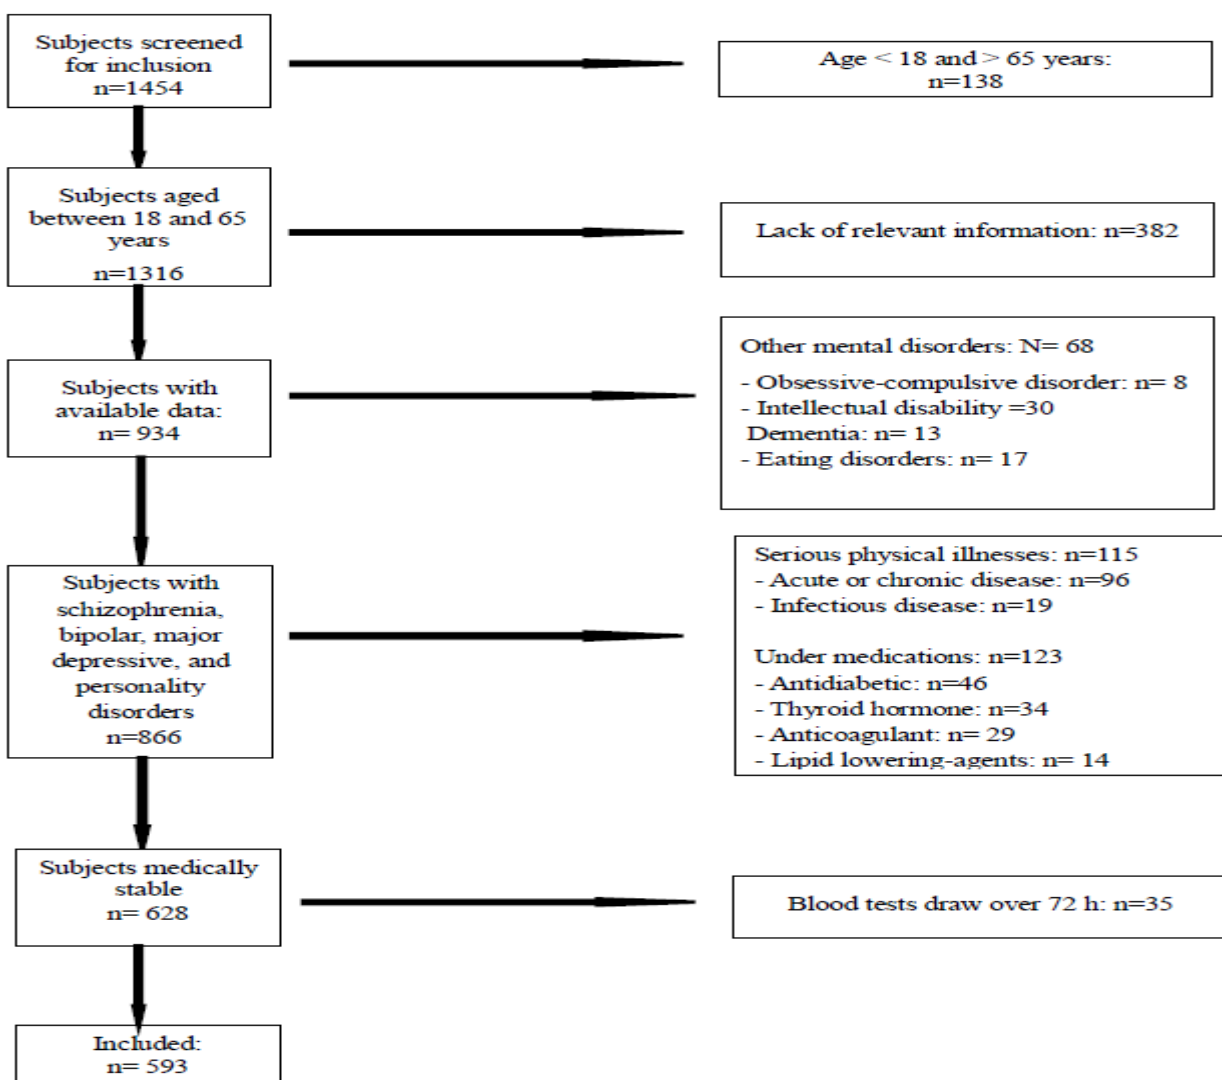 Subjects screened
for inclusion
n=1454
Age < 18 and > 65 years:
n=138
Subjects aged
between 18 and 65
years
n=1316
Lack of relevant information: n=382
Subjects with
available data:
n= 934
Other mental disorders: N= 68
- Obsessive-compulsive disorder: n= 8
- Intellectual disability =30
Dementia: n= 13
- Eating disorders: n= 17
Subjects with
schizophrenia,
bipolar, major
depressive, and
personality
disorders
n=866
Serious physical illnesses: n=115
- Acute or chronic disease: n=96
- Infectious disease: n=19
Under medications: n=123
- Antidiabetic: n=46
- Thyroid hormone: n=34
- Anticoagulant: n= 29
- Lipid lowering-agents: n= 14
Subjects medically
stable
n= 628
Blood tests draw over 72 h: n=35
Included:
n= 593